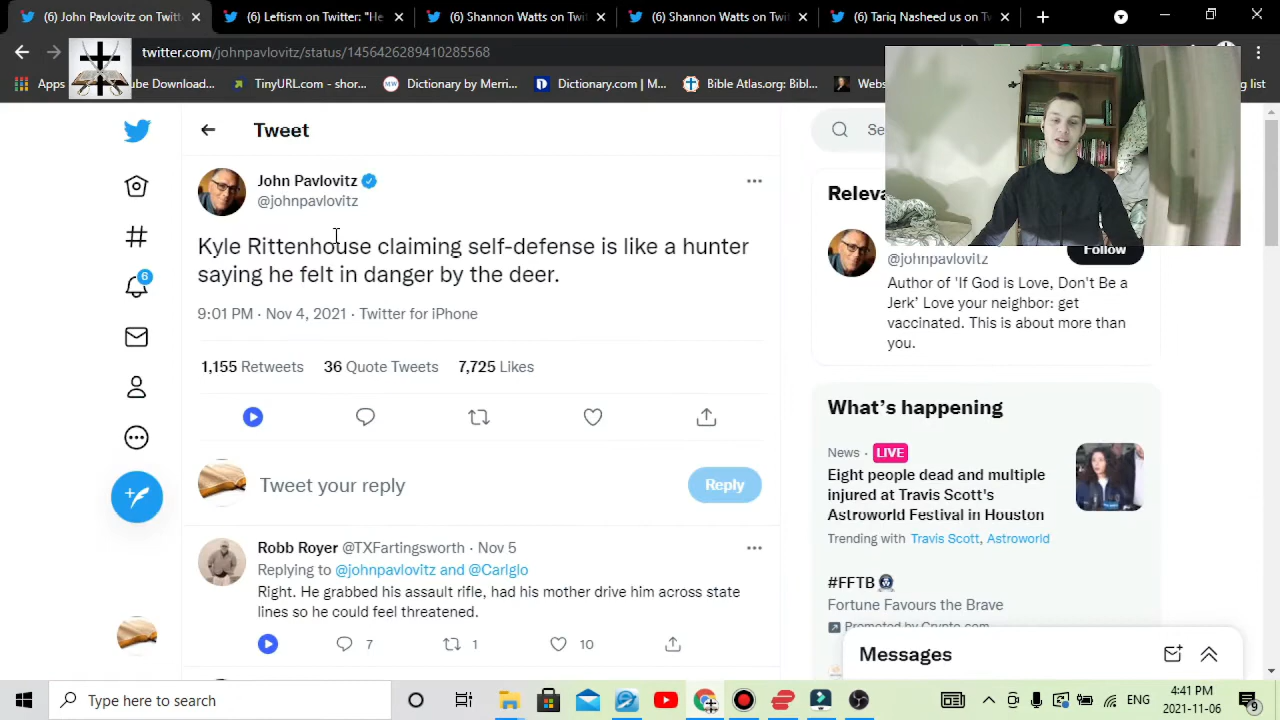 (6) John Pavlovitz on Twitt
(6) Leftism on Twitter: "He
(6) Shannon Watts on Twit
(6) Shannon Watts on Twit
(6) Tariq Nasheed us on Tw
twitter.com/johnpavlovitz/status/1456426289410265568
Apps
ube Download...
TinyURL.com - shor...
Dictionary by Merri...
Dictionary.com | M...
Bible Atlas.org: Bei...
Webs
g list
Tweet
Se
John Pavlovitz
@johnpavlovitz
Kyle Rittenhouse claiming self-defense is like a hunter
saying he felt in danger by the deer.
9:01 PM · Nov 4, 2021 · Twitter for iPhone
1,155 Retweets 36 Quote Tweets 7,725 Likes
6
Tweet your reply
Reply
Robb Royer @TXFartingsworth · Nov 5
Replying to @johnpavlovitz and @Carlglo
Right. He grabbed his assault rifle, had his mother drive him across state
lines so he could feel threatened.
7
1
10
Releva
@johnpavlovitz
Follow
Author of 'If God is Love, Don't Be a
Jerk' Love your neighbor: get
vaccinated. This is about more than
you.
What's happening
News · LIVE
Eight people dead and multiple
injured at Travis Scott's
Astroworld Festival in Houston
Trending with Travis Scott, Astroworld
#FFTB
Fortune Favours the Brave
Promoted by Crypto.com
Messages
Type here to search
ENG
4:41 PM
2021-11-06
9